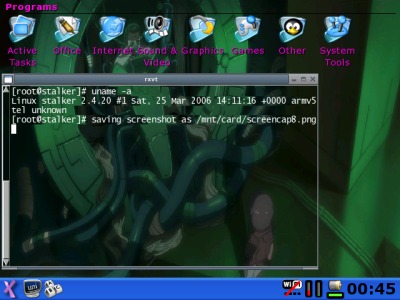 Programs
Active Tasks
Office
Internet
Sound & Video
Graphics
Games
Other
System Tools
rxvt
[root@stalker]# uname -a
Linux stalker 2.4.20 #1 Sat, 25 Mar 2006 14:11:16 +0000 armv5
tel unknown
[root@stalker]# saving screenshot as /mnt/card/screencap8.png
uni
Wi
00:45